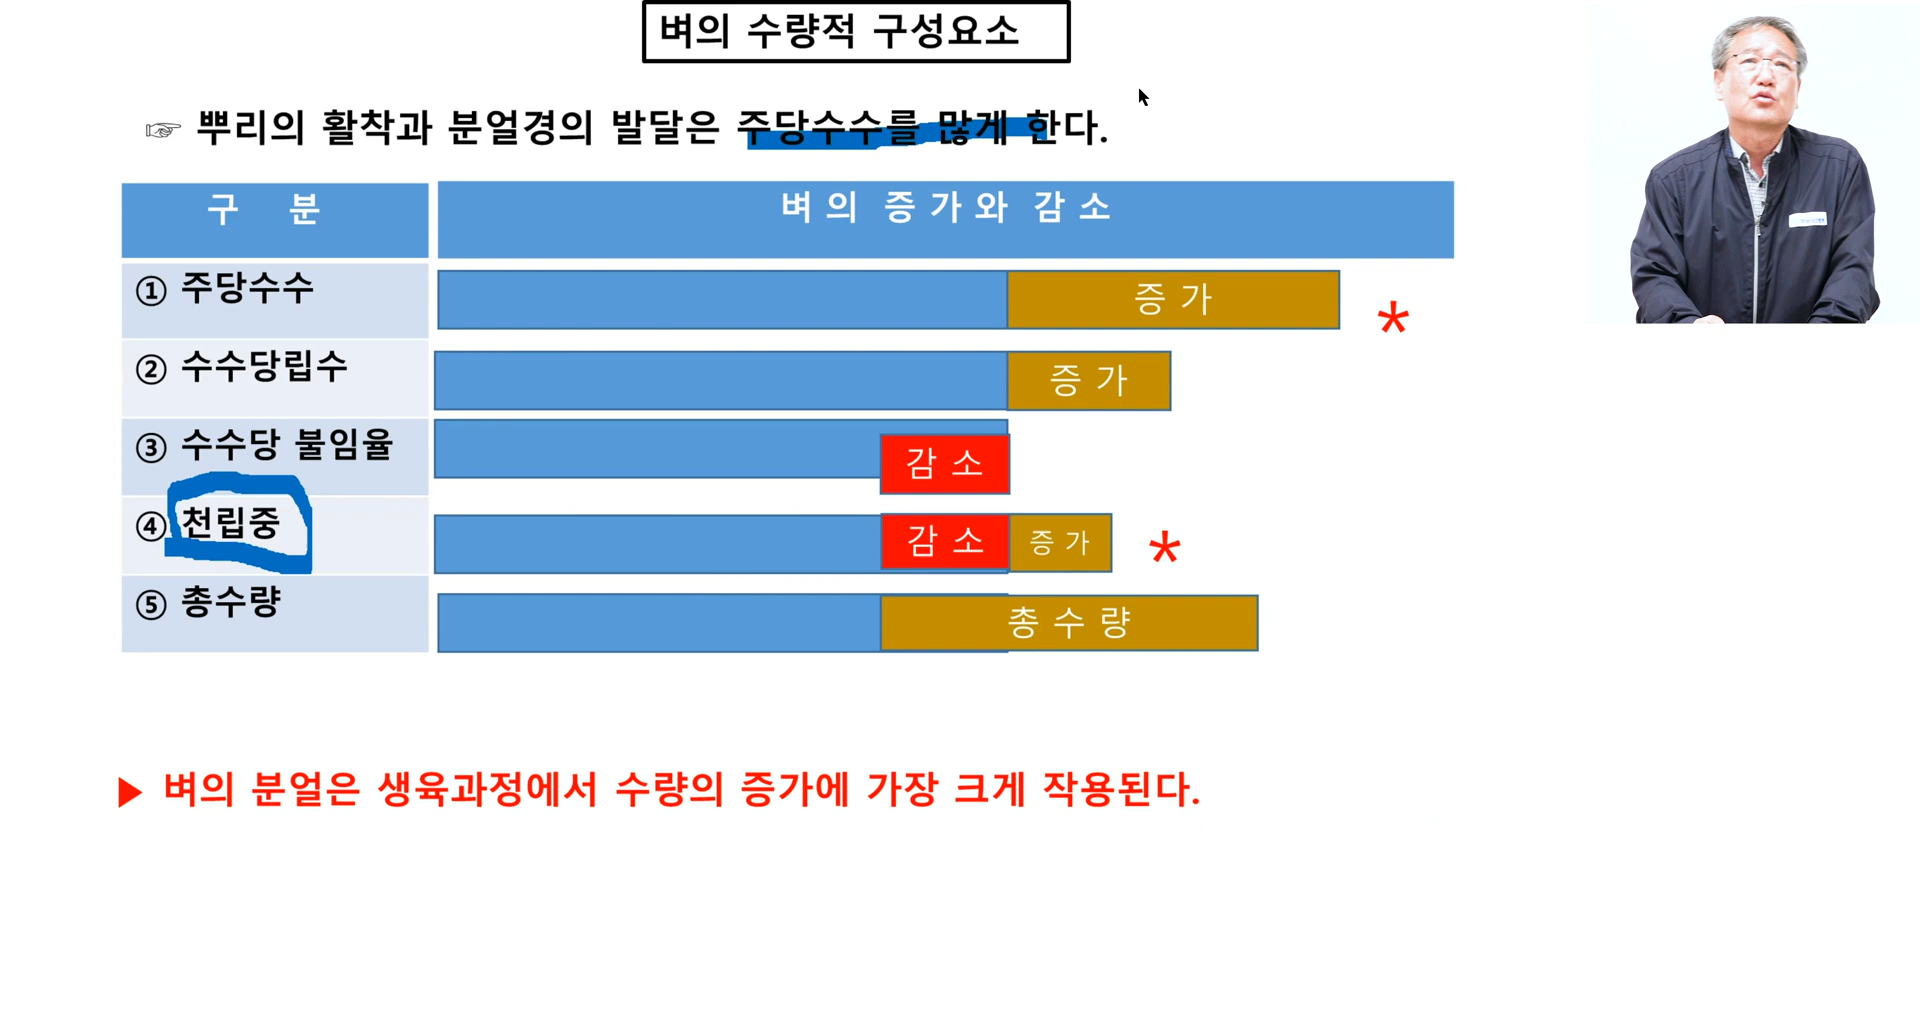 벼의 수량적 구성요소
☞ 뿌리의 활착과 분얼경의 발달은 주당수수를 많게 한다.
구 분 벼 의 증 가 와 감 소
① 주당수수 증 가 *
② 수수당립수 증 가
③ 수수당 불임율 감 소
④ 천립중 감 소 증 가 *
⑤ 총수량 총 수 량
▶ 벼의 분얼은 생육과정에서 수량의 증가에 가장 크게 작용된다.